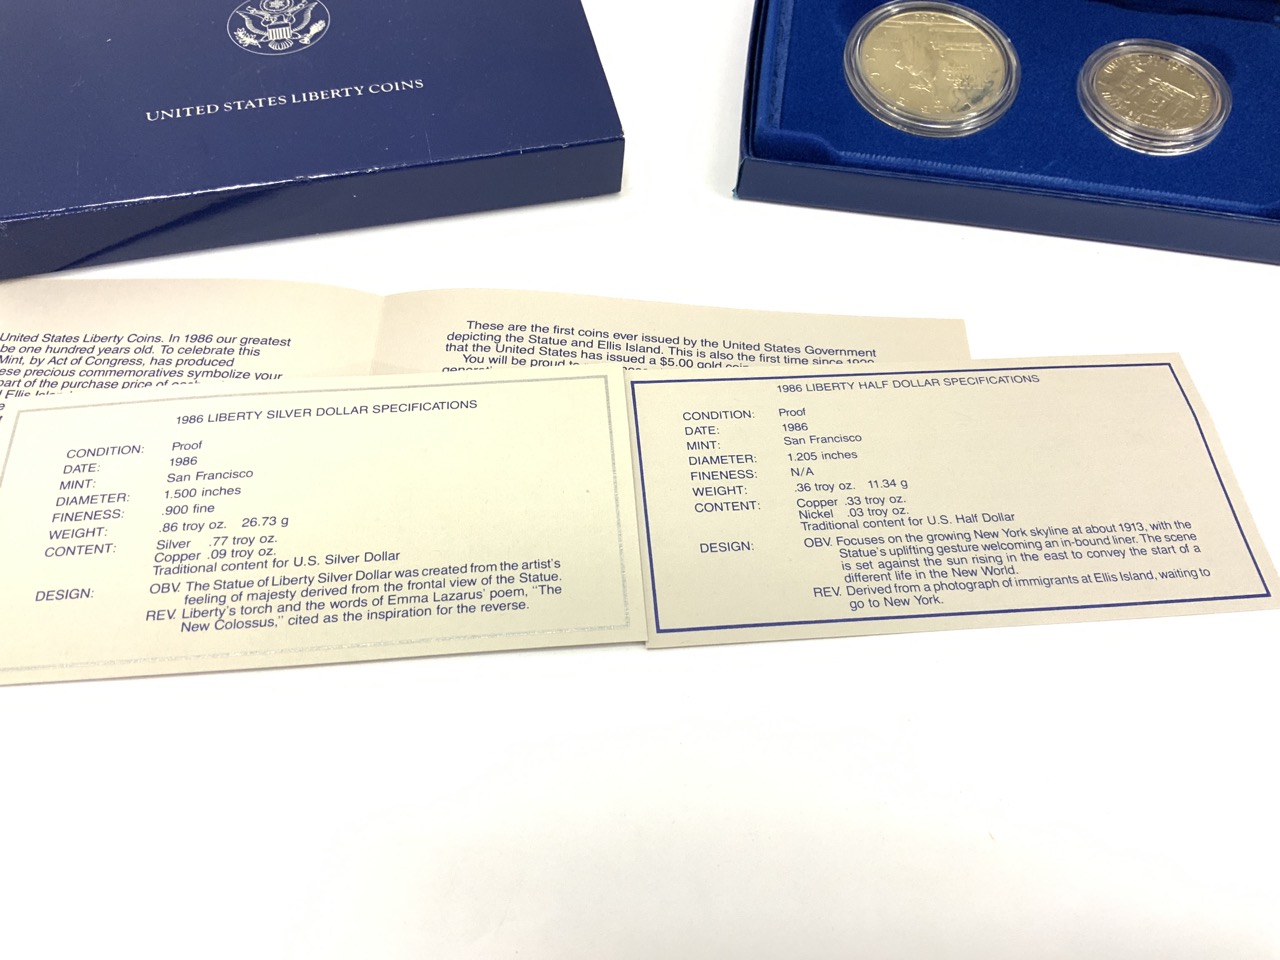 UNITED STATES LIBERTY COINS
United States Liberty Coins. In 1986 our greatest
be one hundred years old. To celebrate this
Mint, by Act of Congress, has produced
these precious commemoratives symbolize your
part of the purchase price of each
Ellis
These are the first coins ever issued by the United States Government
depicting the Statue and Ellis Island. This is also the first time since
that the United States has issued a $5.00 gold coin
You will be proud to
1986 LIBERTY SILVER DOLLAR SPECIFICATIONS
CONDITION: Proof
DATE: 1986
MINT: San Francisco
DIAMETER: 1.500 inches
FINENESS: .900 fine
WEIGHT: .86 troy oz. 26.73 g
CONTENT: Silver .77 troy oz.
Copper .09 troy oz.
Traditional content for U.S. Silver Dollar
DESIGN: OBV. The Statue of Liberty Silver Dollar was created from the artist's
feeling of majesty derived from the frontal view of the Statue.
REV. Liberty's torch and the words of Emma Lazarus' poem, "The
New Colossus," cited as the inspiration for the reverse.
1986 LIBERTY HALF DOLLAR SPECIFICATIONS
CONDITION: Proof
DATE: 1986
MINT: San Francisco
DIAMETER: 1.205 inches
FINENESS: N/A
WEIGHT: .36 troy oz. 11.34 g
CONTENT: Copper .33 troy oz.
Nickel .03 troy oz.
Traditional content for U.S. Half Dollar
DESIGN: OBV. Focuses on the growing New York skyline at about 1913, with the
Statue's uplifting gesture welcoming an in-bound liner. The scene
is set against the sun rising in the east to convey the start of a
different life in the New World.
REV. Derived from a photograph of immigrants at Ellis Island, waiting to
go to New York.